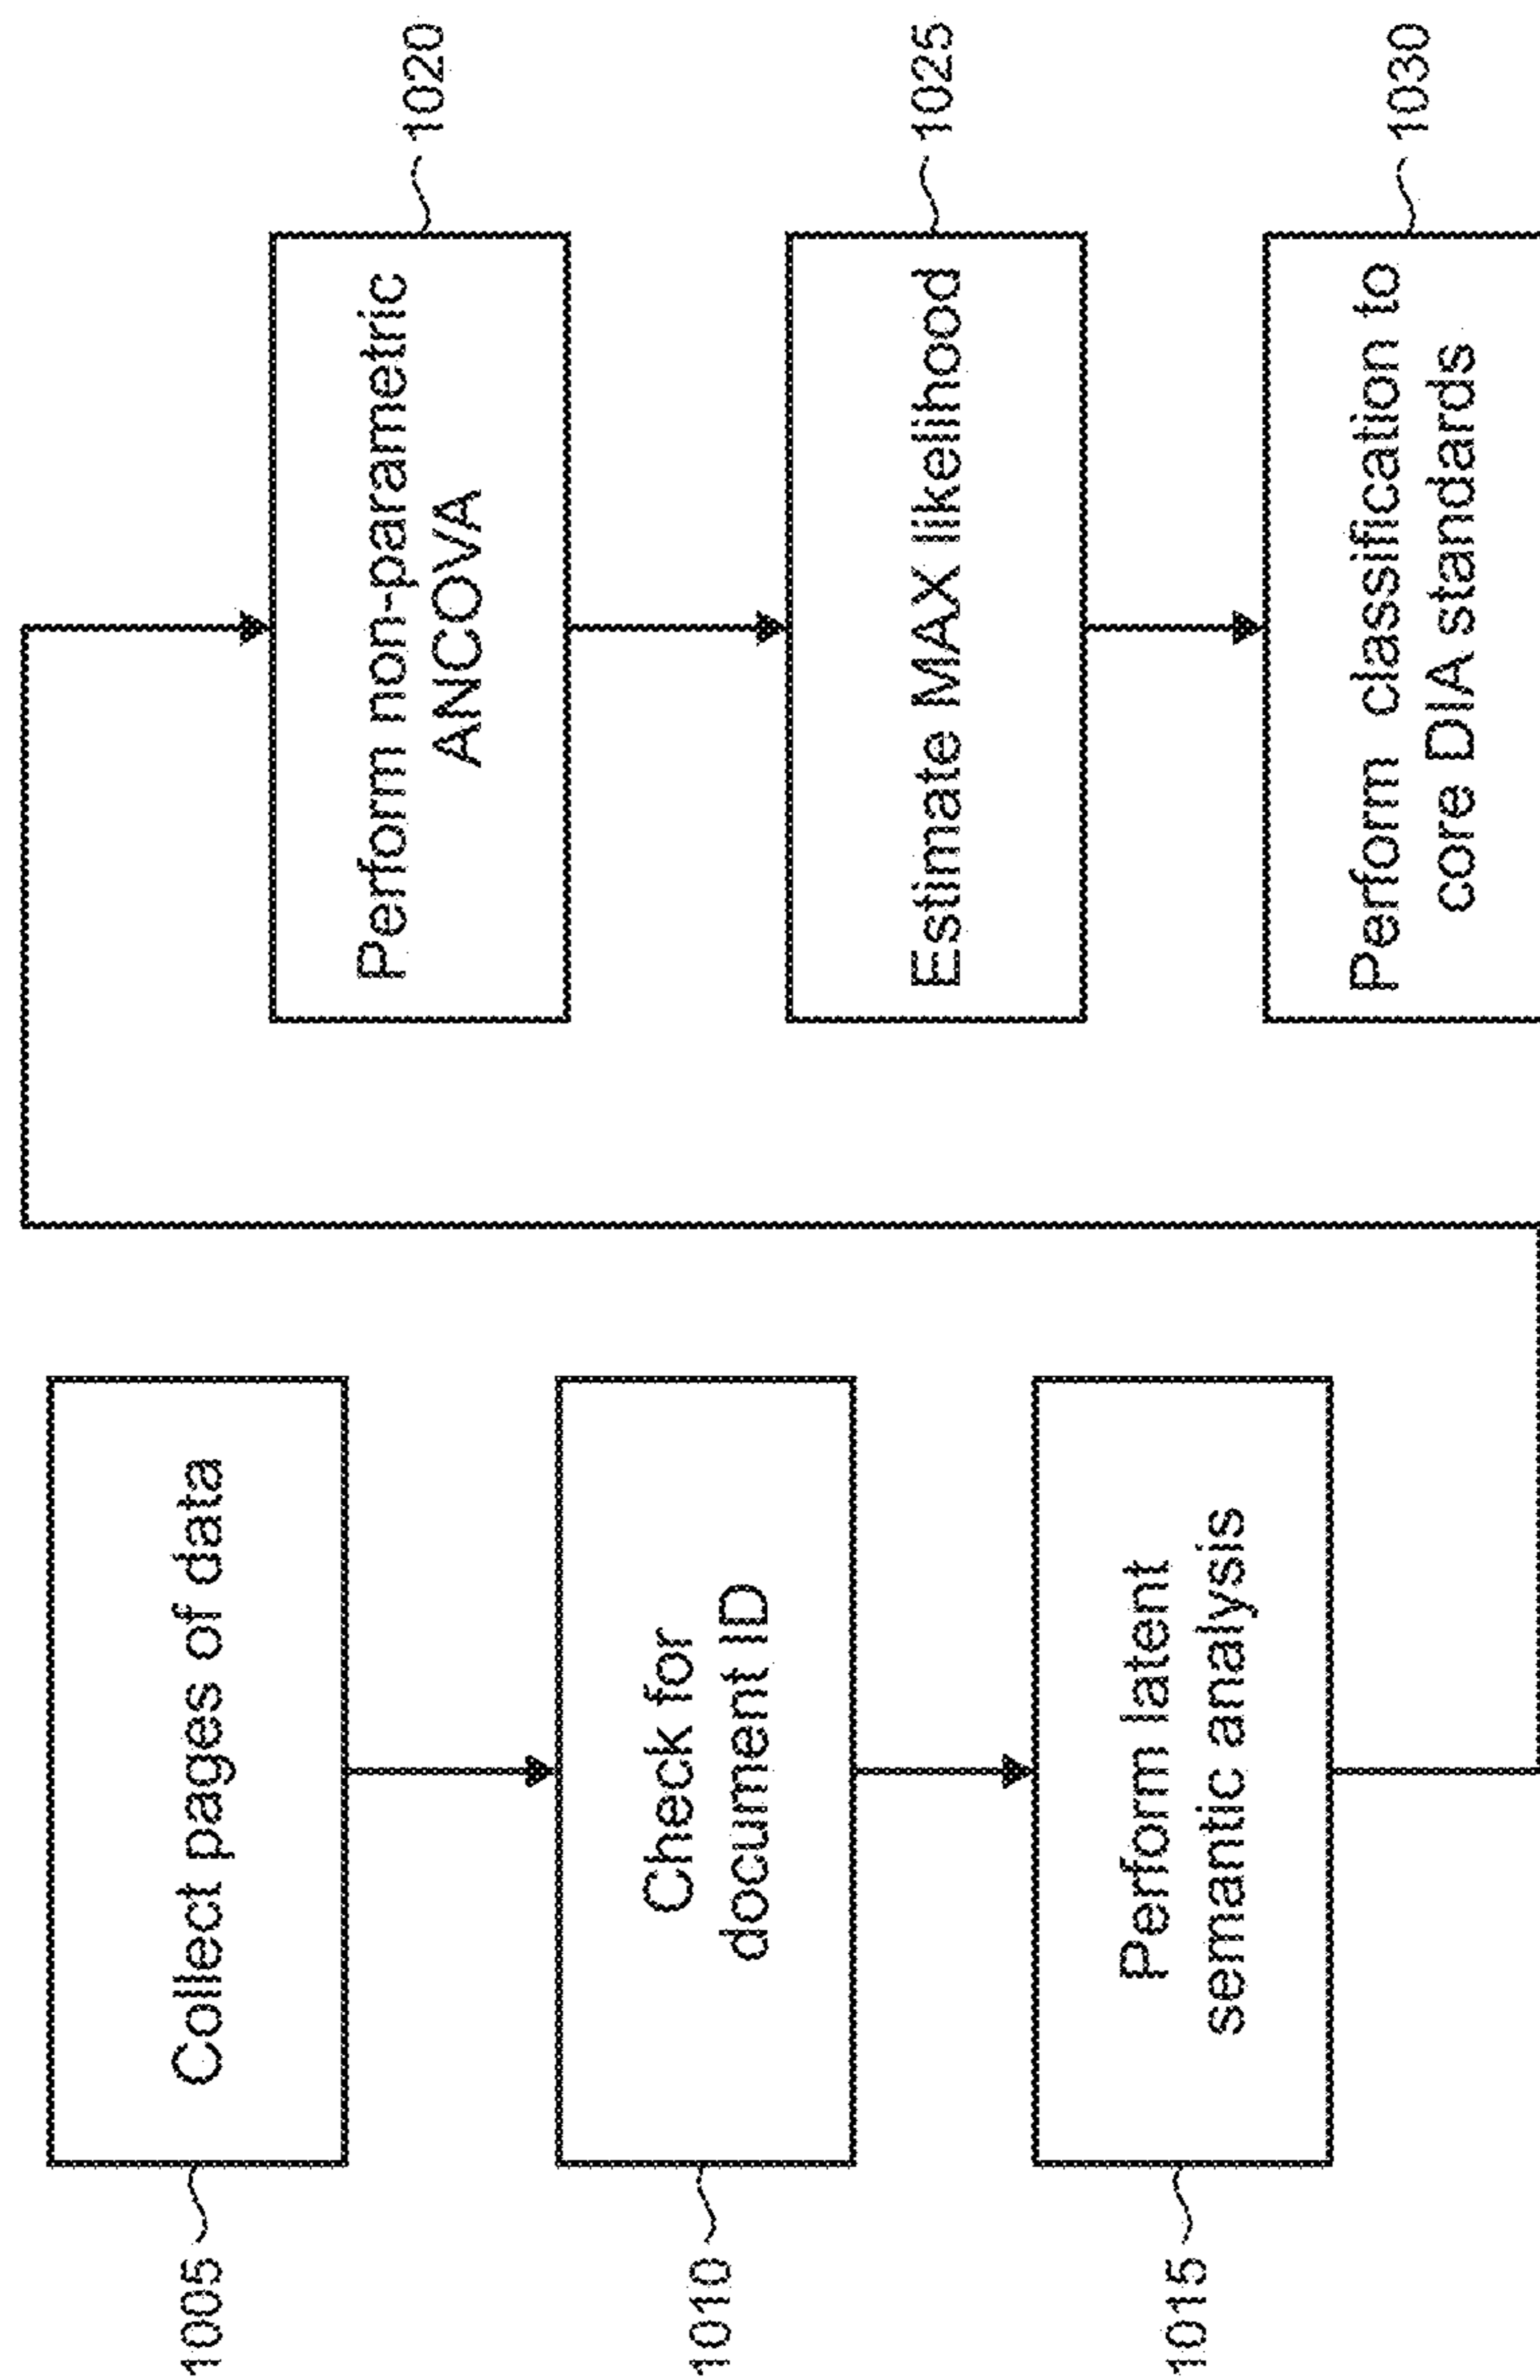 1005
Collect pages of data
1010
Check for
document ID
1015
Perform latent
semantic analysis
Perform non-parametric
ANCOVA
1020
Estimate MAX likelihood
1025
Perform classification to
core DIA standards
1030